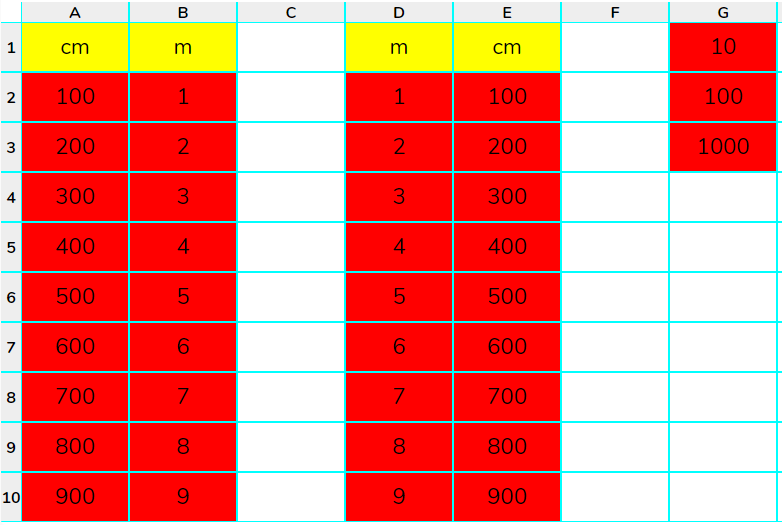 A B C D E F G
1 cm m m cm 10
2 100 1 1 100 100
3 200 2 2 200 1000
4 300 3 3 300
5 400 4 4 400
6 500 5 5 500
7 600 6 6 600
8 700 7 7 700
9 800 8 8 800
10 900 9 9 900